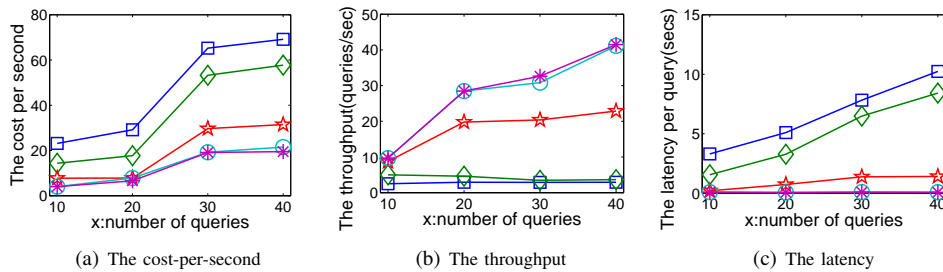 The cost per second
80
60
40
20
0
10 20 30 40
x:number of queries
(a) The cost-per-second
The throughput(queries/sec)
50
40
30
20
10
0
10 20 30 40
x:number of queries
(b) The throughput
The latency per query(secs)
15
10
5
0
10 20 30 40
x:number of queries
(c) The latency